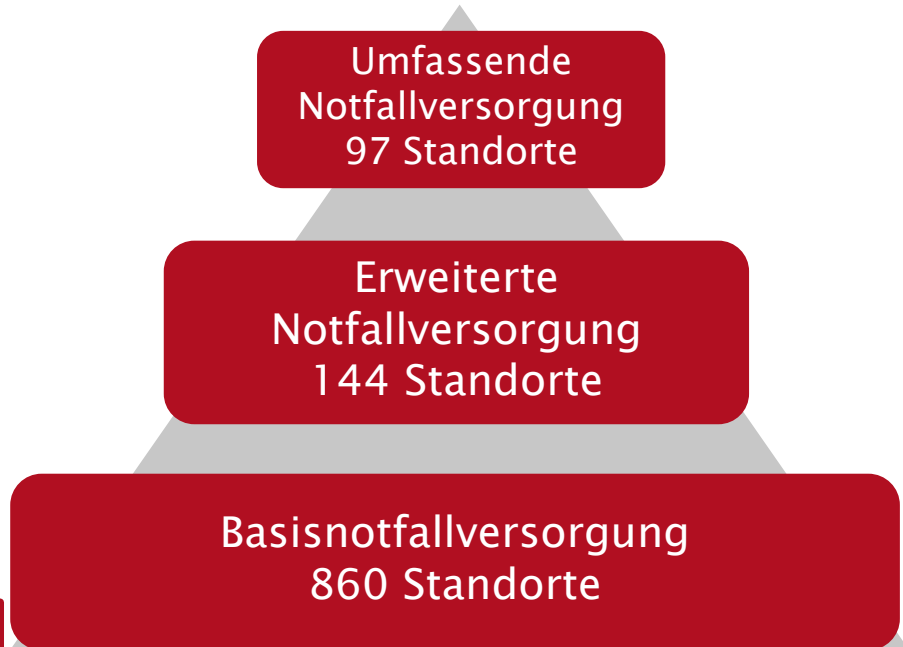 Umfassende
Notfallversorgung
97 Standorte
Erweiterte
Notfallversorgung
144 Standorte
Basisnotfallversorgung
860 Standorte